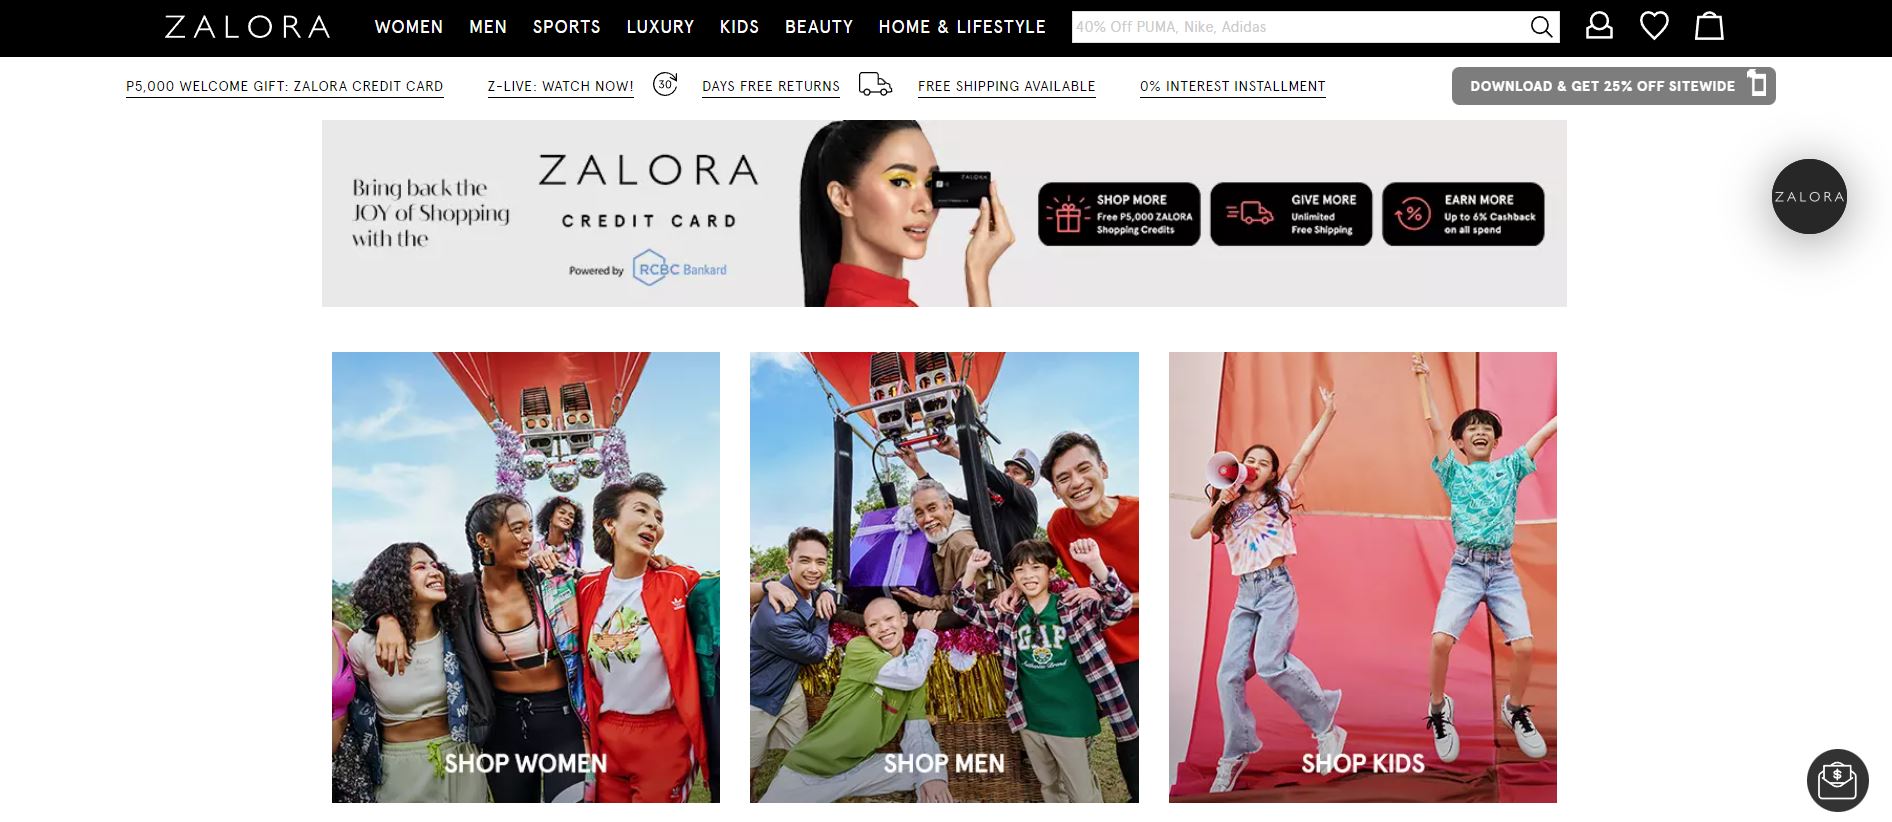 ZALORA
WOMEN MEN SPORTS LUXURY KIDS BEAUTY HOME & LIFESTYLE
40% Off PUMA, Nike, Adidas
P5,000 WELCOME GIFT: ZALORA CREDIT CARD
Z-LIVE: WATCH NOW!
30
DAYS FREE RETURNS
FREE SHIPPING AVAILABLE
0% INTEREST INSTALLMENT
DOWNLOAD & GET 25% OFF SITEWIDE
Bring back the
JOY of Shopping
with the
ZALORA
CREDIT CARD
Powered by RCBC Bankard
ZALORA
SHOP MORE
Free P5,000 ZALORA
Shopping Credits
GIVE MORE
Unlimited
Free Shipping
EARN MORE
Up to 6% Cashback
on all spend
ZALORA
GAP
SHOP WOMEN
SHOP MEN
SHOP KIDS
$